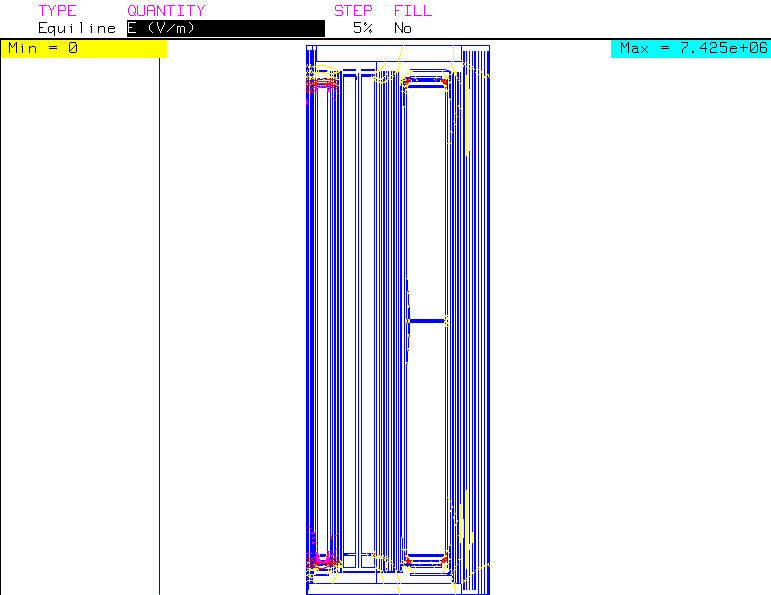 TYPE QUANTITY STEP FILL
Equiline E (V/m) 5% No
Min = 0 Max = 7.425e+06